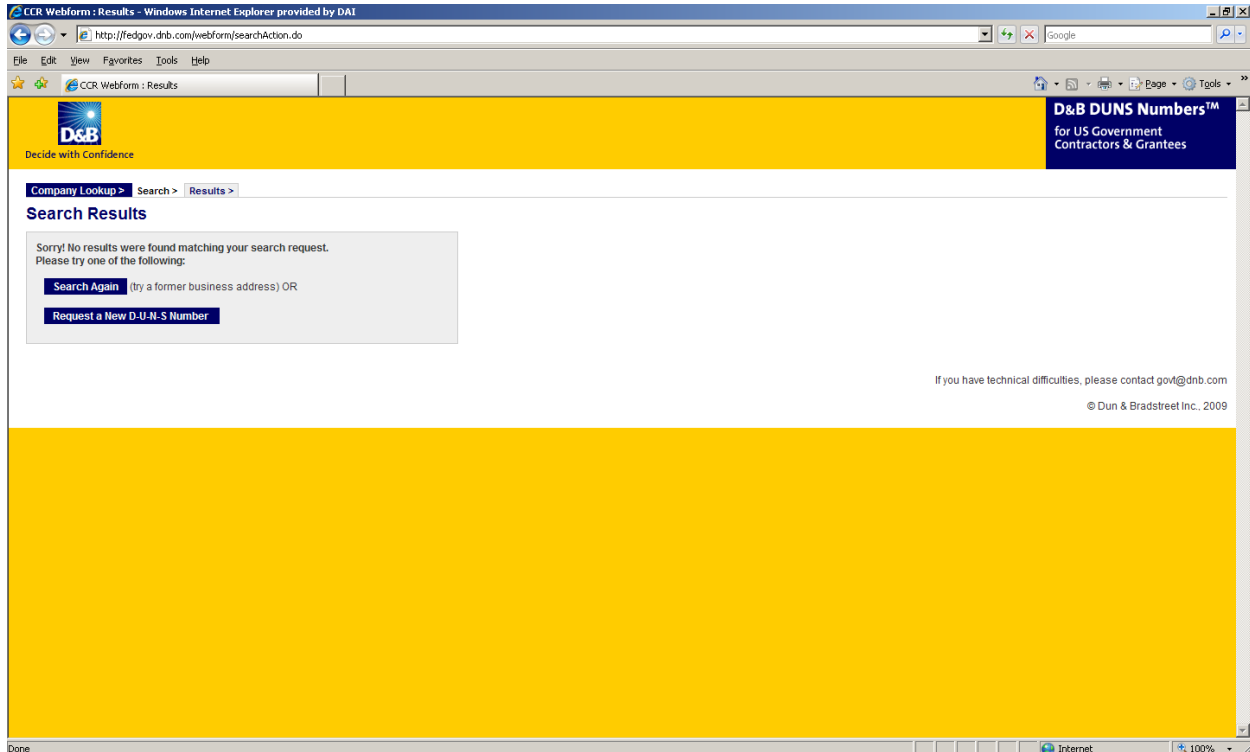 CCR Webform : Results - Windows Internet Explorer provided by DAI
http://fedgov.dnb.com/webform/searchAction.do
Google
File Edit View Favorites Tools Help
CCR Webform : Results
Page Tools »
D&B
Decide with Confidence
D&B DUNS Numbers™
for US Government
Contractors & Grantees
Company Lookup > Search > Results >
Search Results
Sorry! No results were found matching your search request.
Please try one of the following:
Search Again (try a former business address) OR
Request a New D-U-N-S Number
If you have technical difficulties, please contact govt@dnb.com
© Dun & Bradstreet Inc., 2009
Done Internet 100%